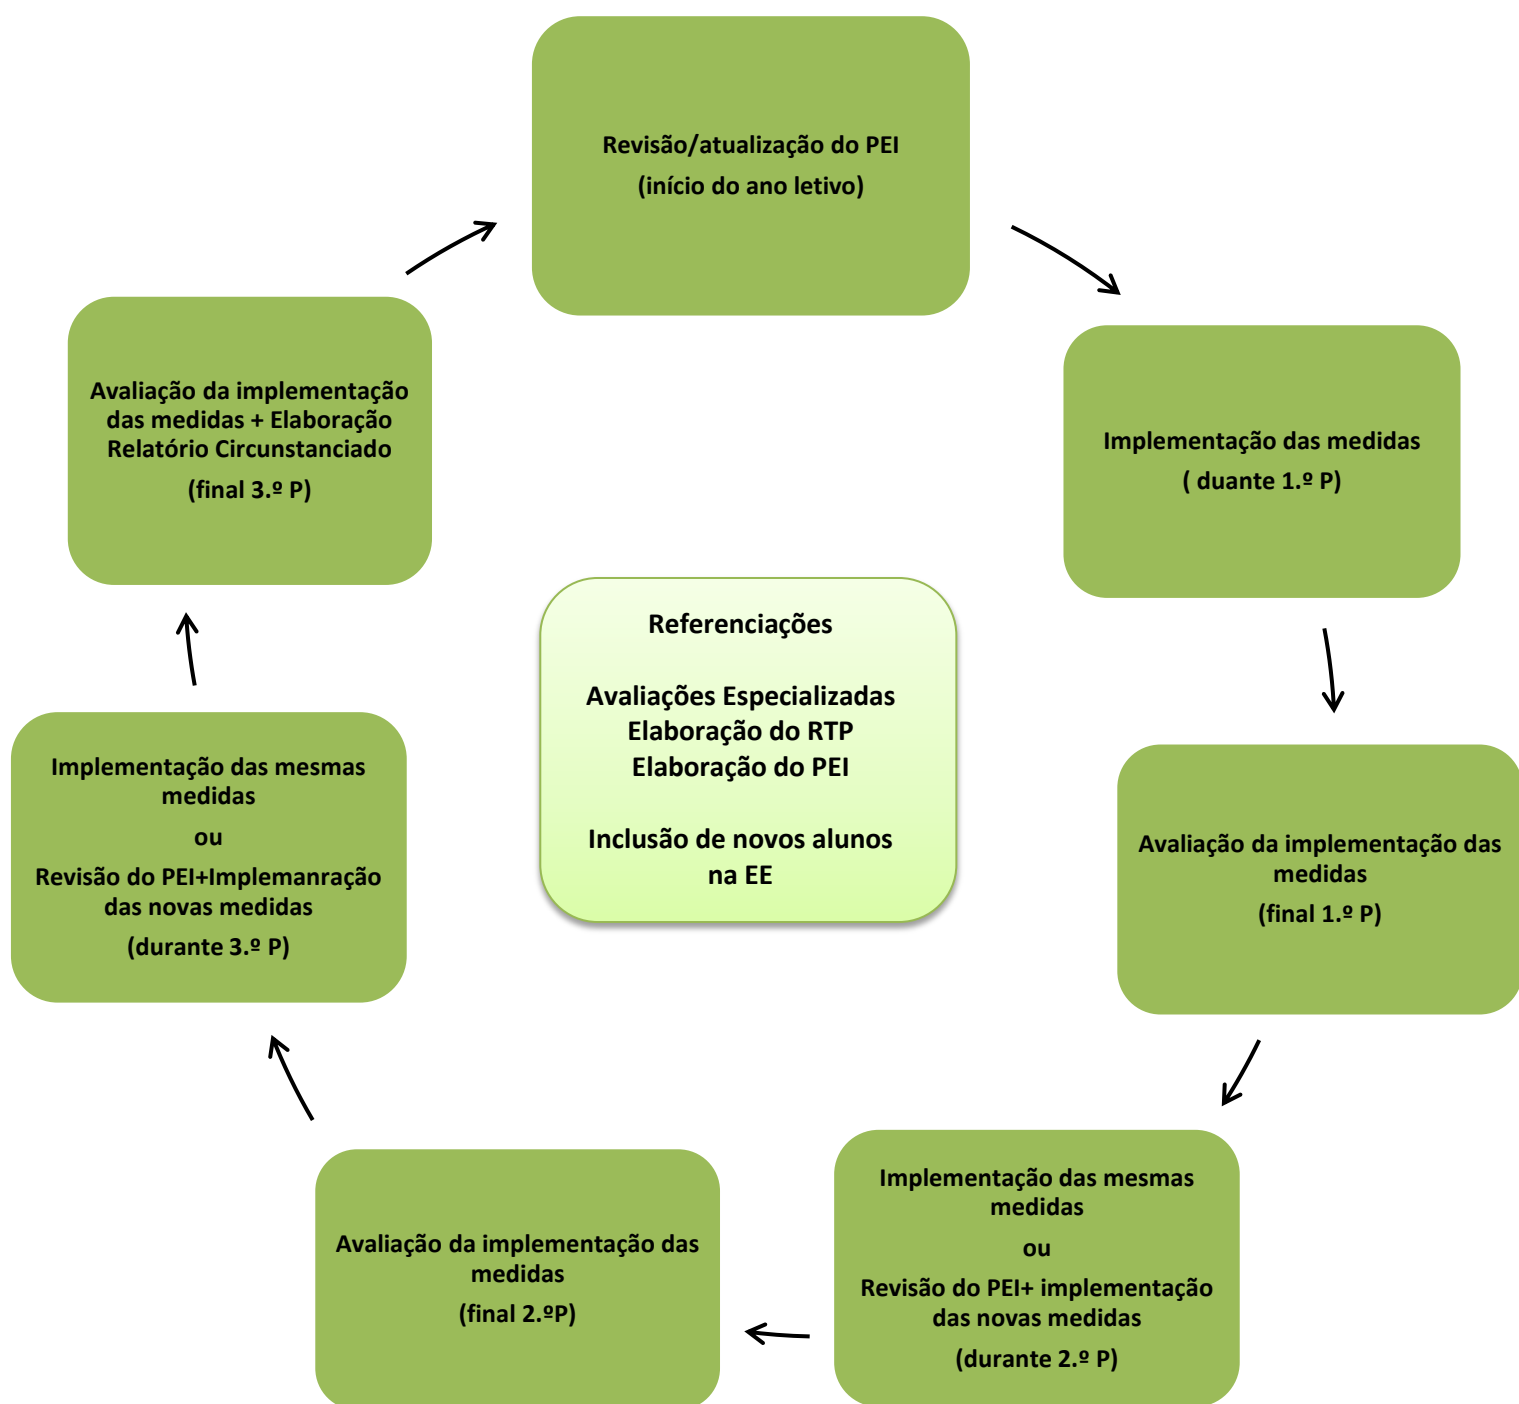 Revisão/atualização do PEI
(início do ano letivo)
Implementação das medidas
( duante 1.º P)
Avaliação da implementação das
medidas
(final 1.º P)
Implementação das mesmas
medidas
ou
Revisão do PEI+ implementação
das novas medidas
(durante 2.º P)
Avaliação da implementação das
medidas
(final 2.ºP)
Implementação das mesmas
medidas
ou
Revisão do PEI+Implemanração
das novas medidas
(durante 3.º P)
Avaliação da implementação
das medidas + Elaboração
Relatório Circunstanciado
(final 3.º P)
Referenciações
Avaliações Especializadas
Elaboração do RTP
Elaboração do PEI
Inclusão de novos alunos
na EE